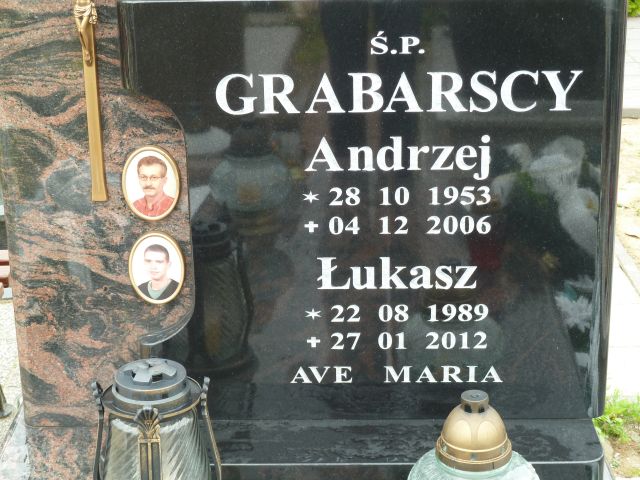 Ś.P.
GRABARSCY
Andrzej
✶ 28 10 1953
+ 04 12 2006
Łukasz
✶ 22 08 1989
+ 27 01 2012
AVE MARIA